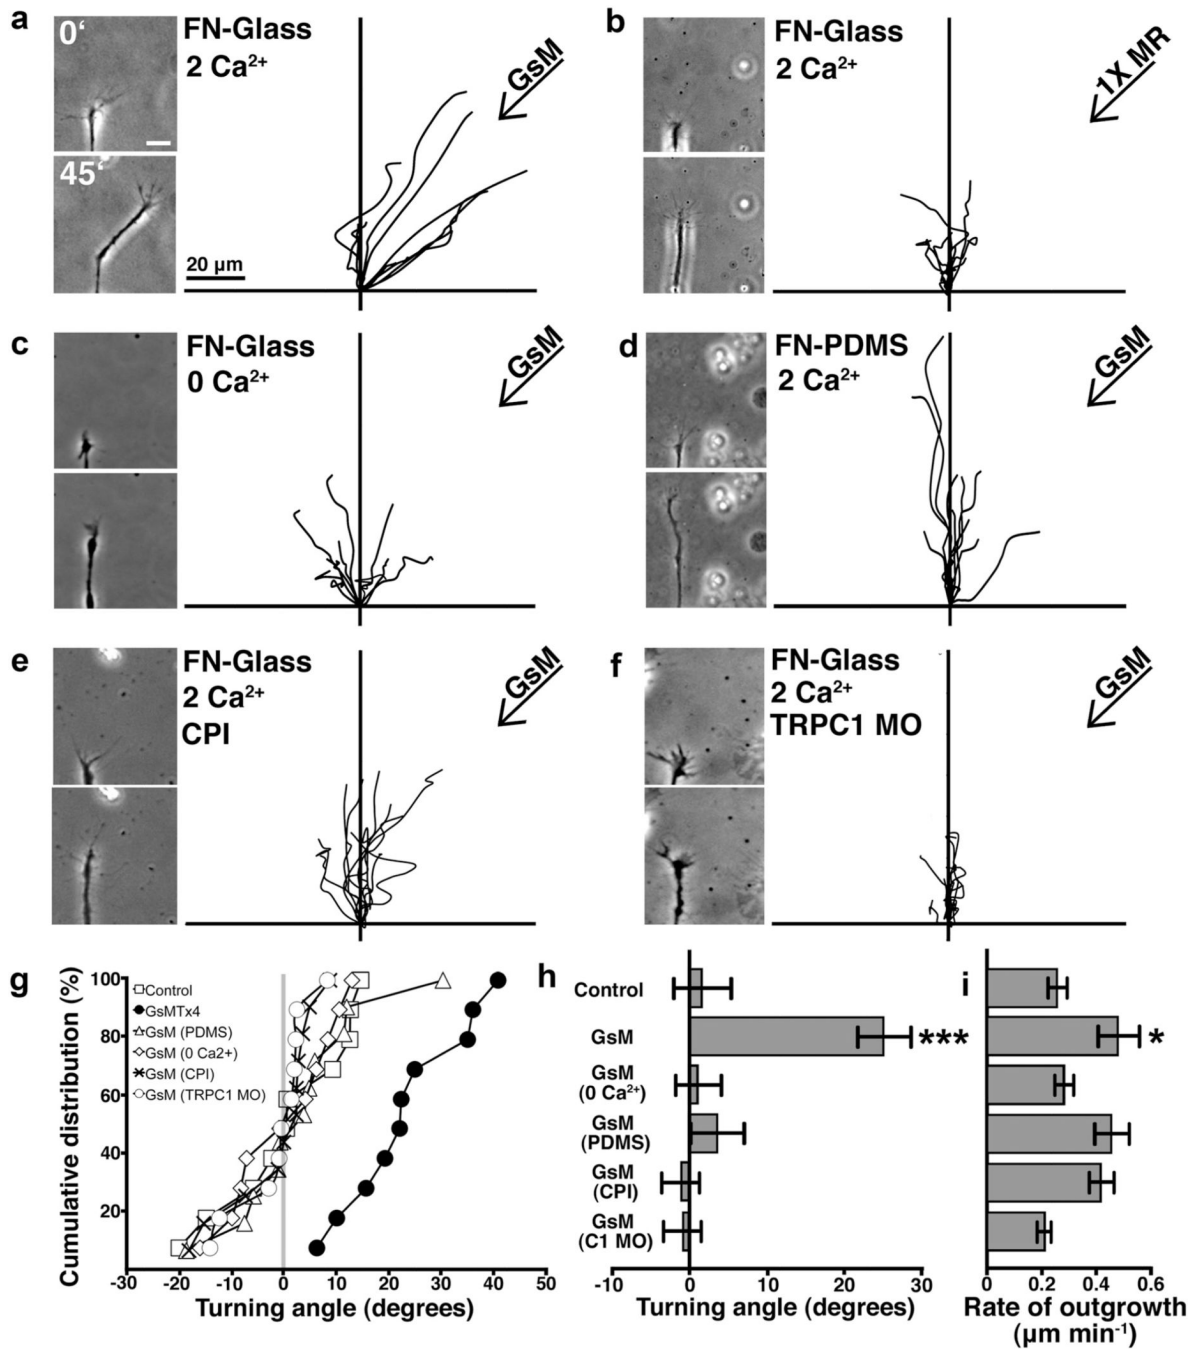 a
0‘
FN-Glass
2 Ca²⁺
GsM
45‘
20 µm
b
FN-Glass
2 Ca²⁺
1X MR
c
FN-Glass
0 Ca²⁺
GsM
d
FN-PDMS
2 Ca²⁺
GsM
e
FN-Glass
2 Ca²⁺
CPI
GsM
f
FN-Glass
2 Ca²⁺
TRPC1 MO
GsM
g
Cumulative distribution (%)
100
80
60
40
20
Control
GsMTx4
GsM (PDMS)
GsM (0 Ca2+)
GsM (CPI)
GsM (TRPC1 MO)
-30 -20 -10 0 10 20 30 40 50
Turning angle (degrees)
h
Control
GsM
GsM
(0 Ca²⁺)
GsM
(PDMS)
GsM
(CPI)
GsM
(C1 MO)
***
-10 0 10 20 30
Turning angle (degrees)
i
*
0 0.2 0.4 0.6
Rate of outgrowth
(µm min⁻¹)